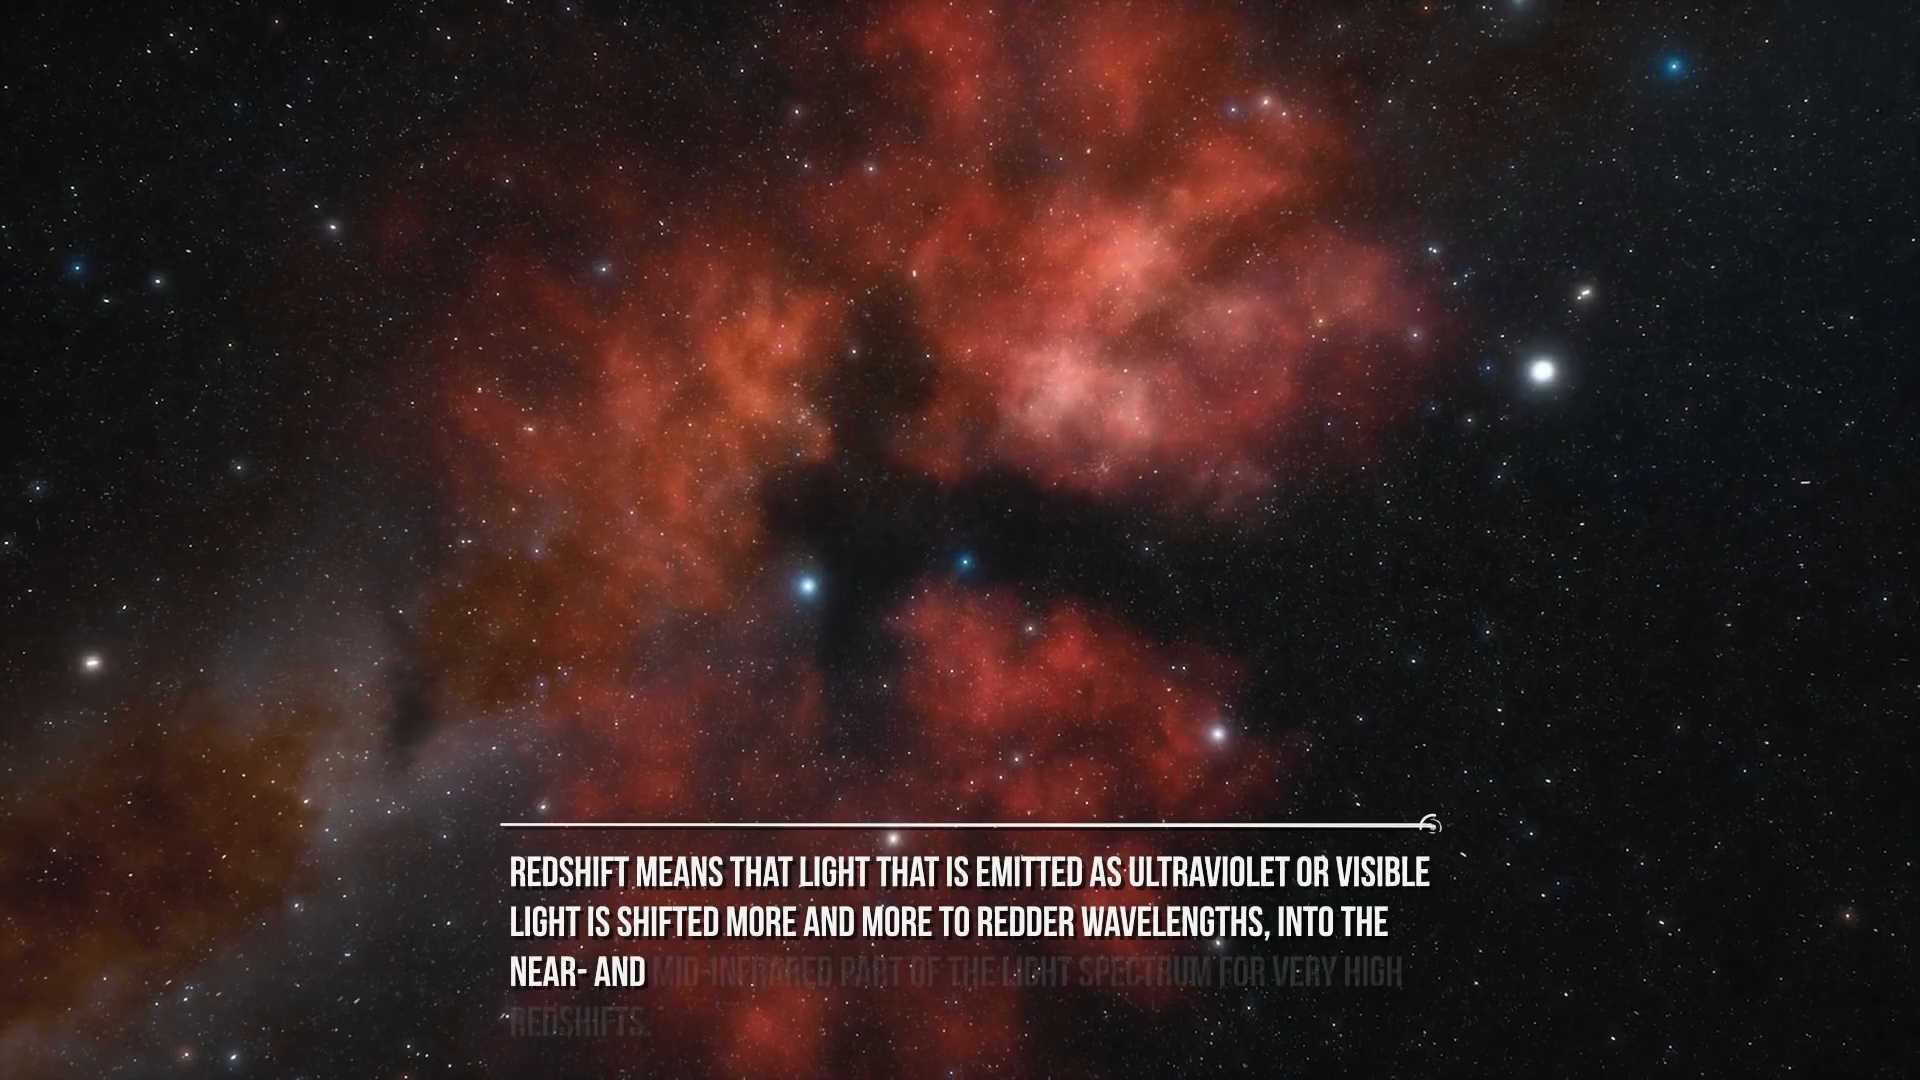 REDSHIFT MEANS THAT LIGHT THAT IS EMITTED AS ULTRAVIOLET OR VISIBLE
LIGHT IS SHIFTED MORE AND MORE TO REDDER WAVELENGTHS, INTO THE
NEAR- AND MID-INFRARED PART OF THE LIGHT SPECTRUM FOR VERY HIGH
REDSHIFTS.